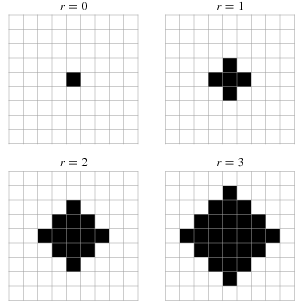 r = 0
r = 1
r = 2
r = 3